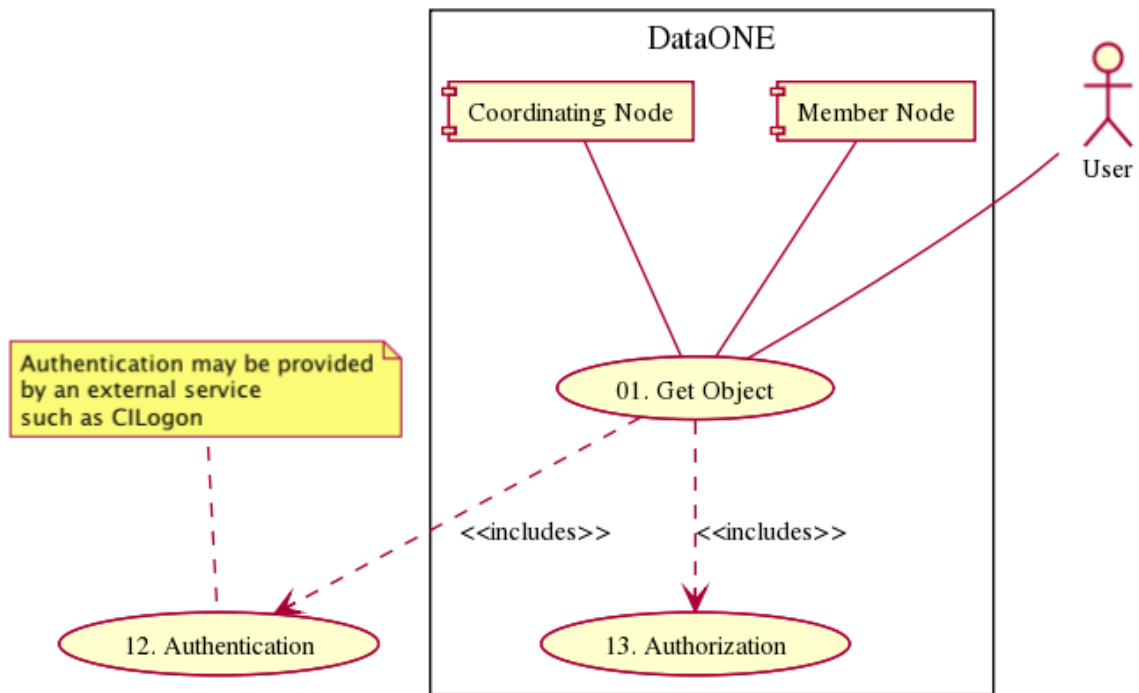 DataONE
Coordinating Node
Member Node
User
Authentication may be provided
by an external service
such as CILogon
01. Get Object
<<includes>>
<<includes>>
12. Authentication
13. Authorization